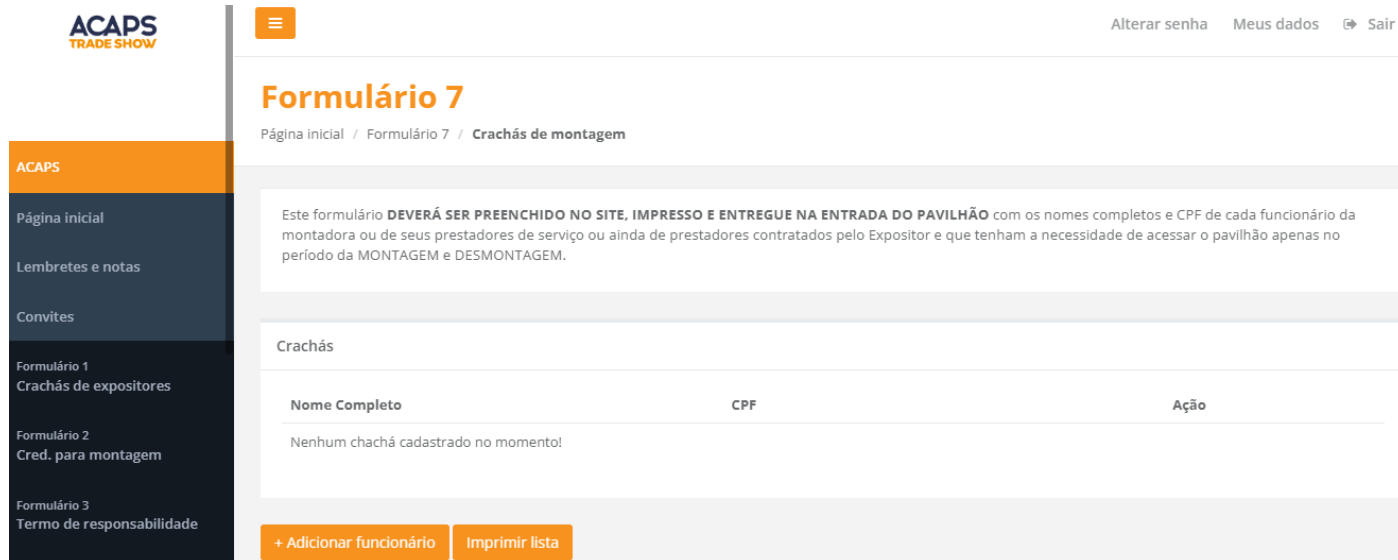 ACAPS
TRADE SHOW
Alterar senha Meus dados Sair
Formulário 7
Página inicial / Formulário 7 / Crachás de montagem
ACAPS
Página inicial
Lembretes e notas
Convites
Formulário 1
Crachás de expositores
Formulário 2
Cred. para montagem
Formulário 3
Termo de responsabilidade
Este formulário DEVERÁ SER PREENCHIDO NO SITE, IMPRESSO E ENTREGUE NA ENTRADA DO PAVILHÃO com os nomes completos e CPF de cada funcionário da
montadora ou de seus prestadores de serviço ou ainda de prestadores contratados pelo Expositor e que tenham a necessidade de acessar o pavilhão apenas no
período da MONTAGEM e DESMONTAGEM.
Crachás
Nome Completo CPF Ação
Nenhum chachá cadastrado no momento!
+ Adicionar funcionário Imprimir lista